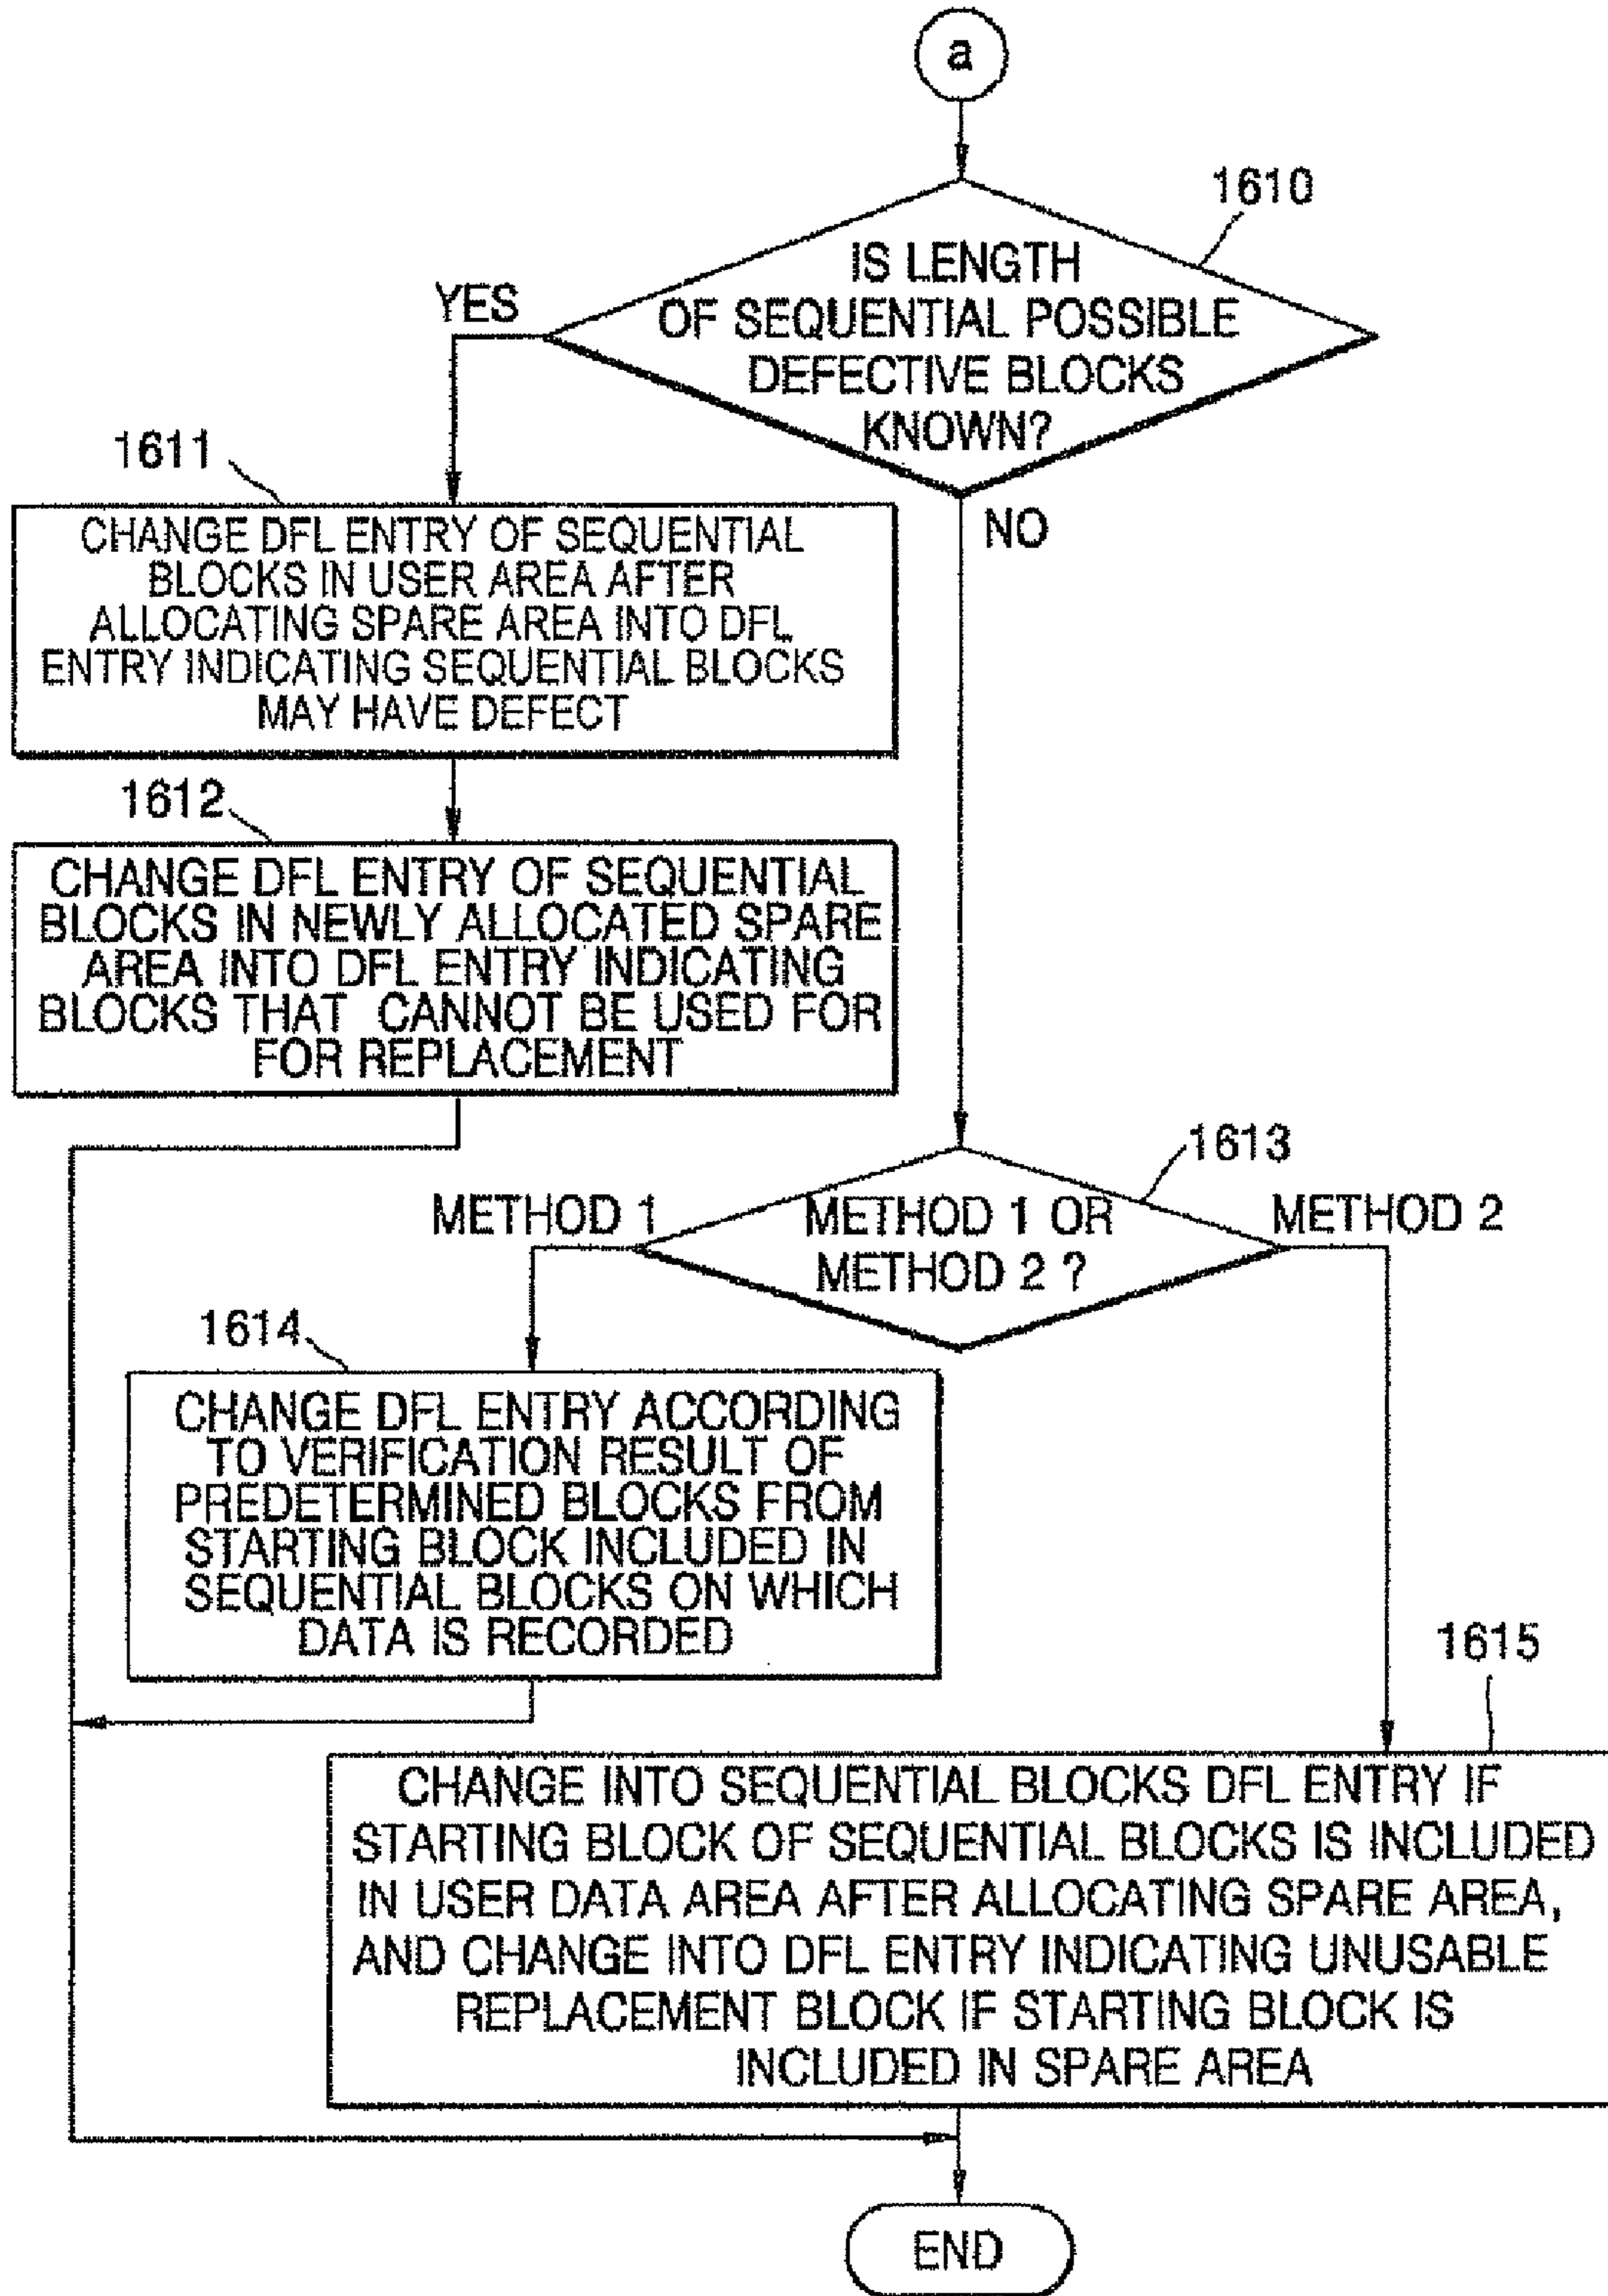 a
1610
IS LENGTH
OF SEQUENTIAL POSSIBLE
DEFECTIVE BLOCKS
KNOWN?
YES
NO
1611
CHANGE DFL ENTRY OF SEQUENTIAL
BLOCKS IN USER AREA AFTER
ALLOCATING SPARE AREA INTO DFL
ENTRY INDICATING SEQUENTIAL BLOCKS
MAY HAVE DEFECT
1612
CHANGE DFL ENTRY OF SEQUENTIAL
BLOCKS IN NEWLY ALLOCATED SPARE
AREA INTO DFL ENTRY INDICATING
BLOCKS THAT CANNOT BE USED FOR
FOR REPLACEMENT
1613
METHOD 1
METHOD 1 OR
METHOD 2 ?
METHOD 2
1614
CHANGE DFL ENTRY ACCORDING
TO VERIFICATION RESULT OF
PREDETERMINED BLOCKS FROM
STARTING BLOCK INCLUDED IN
SEQUENTIAL BLOCKS ON WHICH
DATA IS RECORDED
1615
CHANGE INTO SEQUENTIAL BLOCKS DFL ENTRY IF
STARTING BLOCK OF SEQUENTIAL BLOCKS IS INCLUDED
IN USER DATA AREA AFTER ALLOCATING SPARE AREA,
AND CHANGE INTO DFL ENTRY INDICATING UNUSABLE
REPLACEMENT BLOCK IF STARTING BLOCK IS
INCLUDED IN SPARE AREA
END